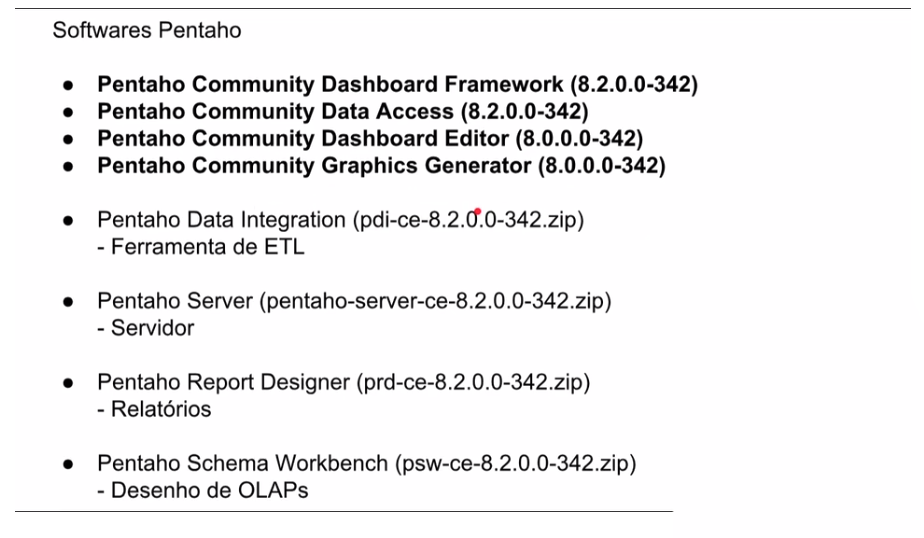 Softwares Pentaho
● Pentaho Community Dashboard Framework (8.2.0.0-342)
● Pentaho Community Data Access (8.2.0.0-342)
● Pentaho Community Dashboard Editor (8.0.0.0-342)
● Pentaho Community Graphics Generator (8.0.0.0-342)
● Pentaho Data Integration (pdi-ce-8.2.0.0-342.zip)
- Ferramenta de ETL
● Pentaho Server (pentaho-server-ce-8.2.0.0-342.zip)
- Servidor
● Pentaho Report Designer (prd-ce-8.2.0.0-342.zip)
- Relatórios
● Pentaho Schema Workbench (psw-ce-8.2.0.0-342.zip)
- Desenho de OLAPs